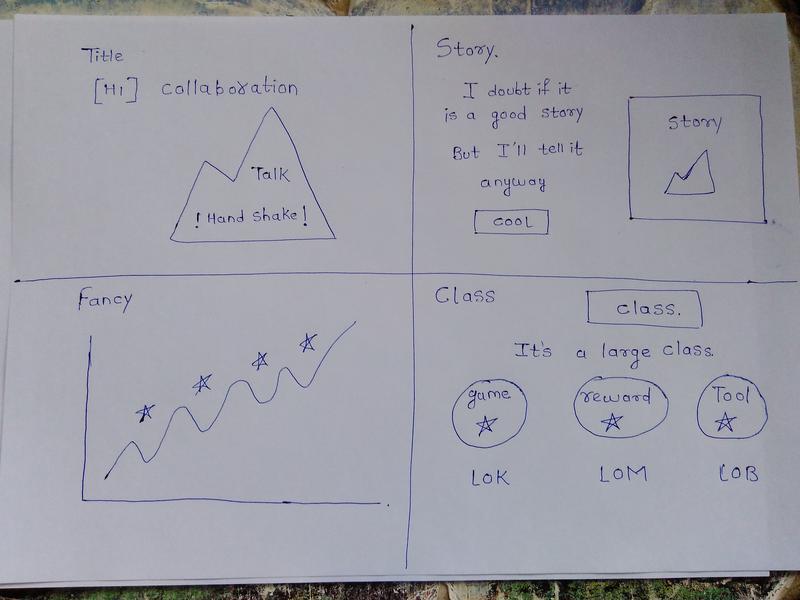 Title
[HI] collaboration
Talk
! Hand Shake !
Story.
I doubt if it
is a good story
But I'll tell it
anyway
COOL
Story
Fancy
Class
class.
It's a large class.
game reward Tool
LOK LOM LOB